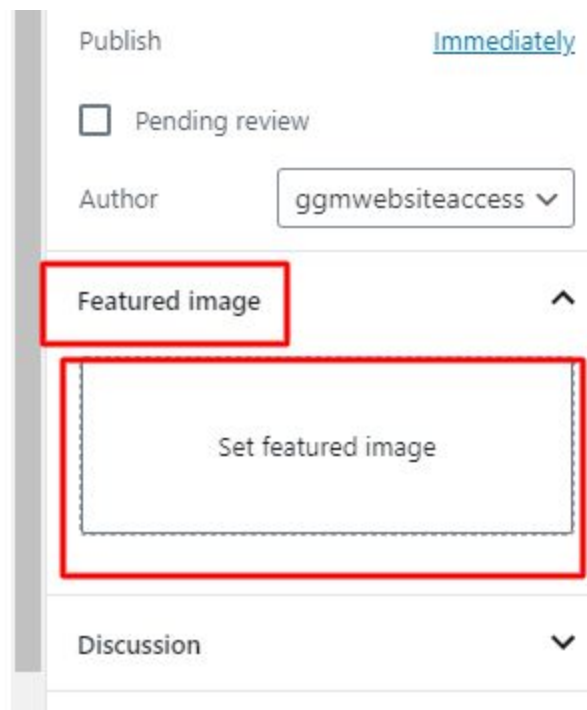 Publish Immediately
Pending review
Author ggmwebsiteaccess
Featured image
Set featured image
Discussion